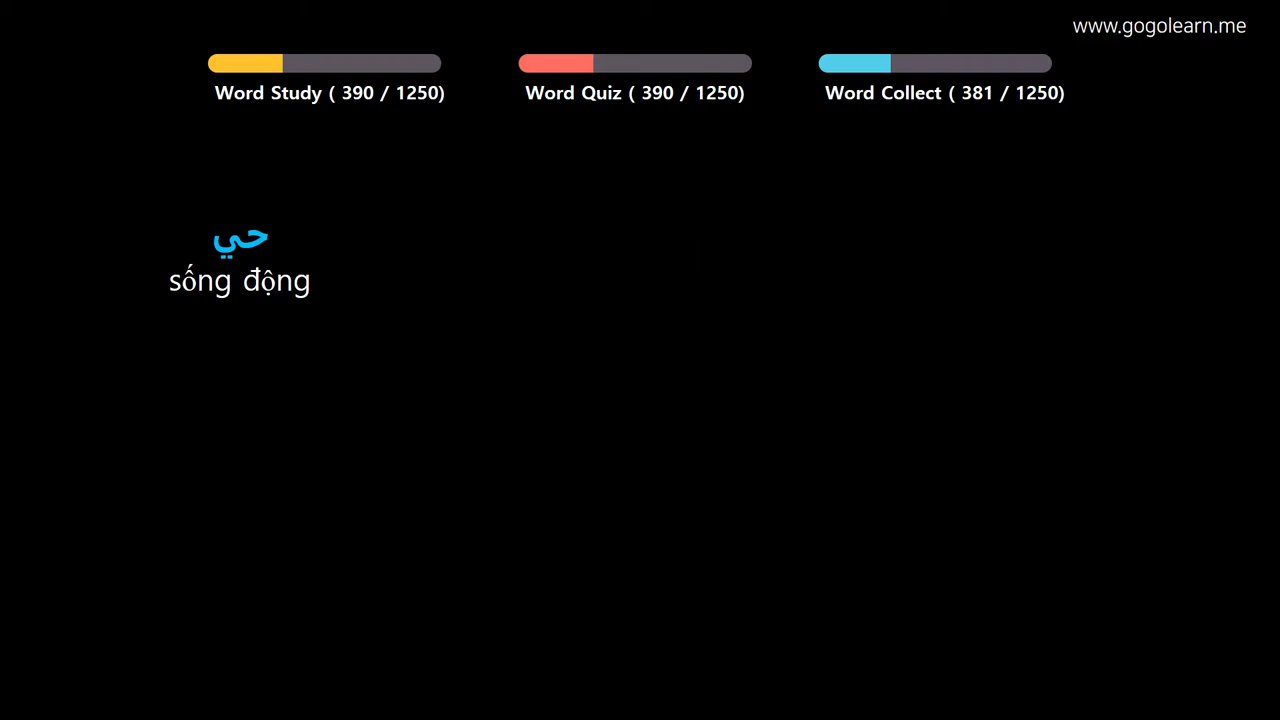 www.gogolearn.me
Word Study ( 390 / 1250)
Word Quiz ( 390 / 1250)
Word Collect ( 381 / 1250)
حي
sống động